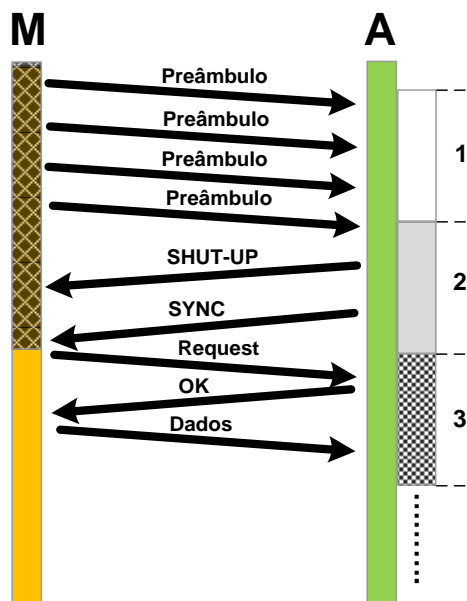 M
A
Preâmbulo
Preâmbulo
Preâmbulo
Preâmbulo
1
SHUT-UP
2
SYNC
Request
OK
Dados
3